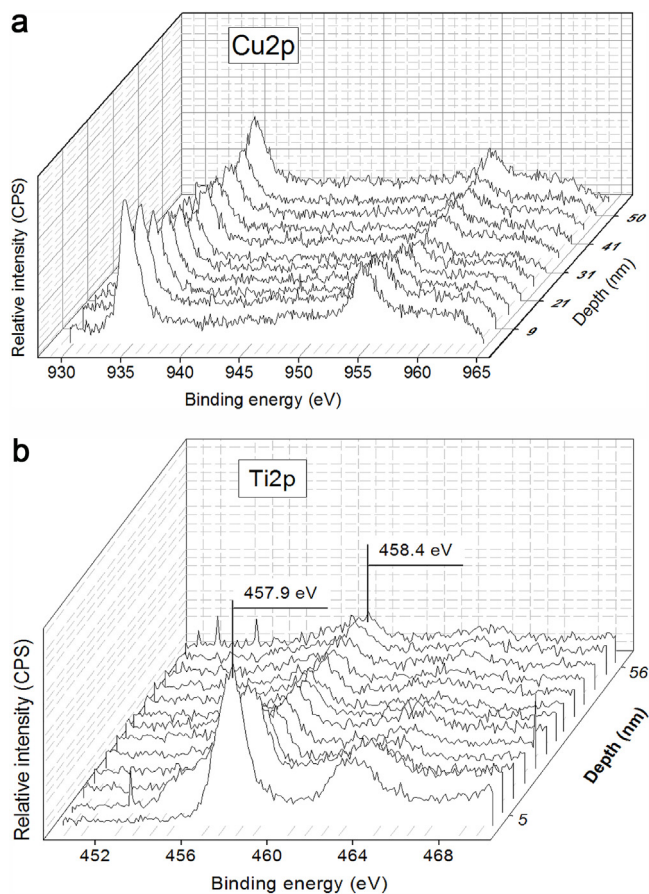 a
Cu2p
Relative intensity (CPS)
50
41
31
21
9
Depth (nm)
930 935 940 945 950 955 960 965
Binding energy (eV)
b
Ti2p
458.4 eV
457.9 eV
Relative intensity (CPS)
56
5
Depth (nm)
452 456 460 464 468
Binding energy (eV)